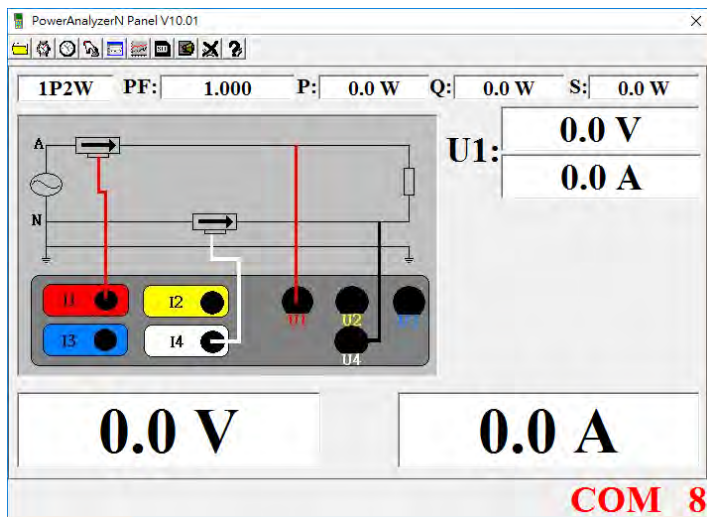 PowerAnalyzerN Panel V10.01
1P2W PF: 1.000 P: 0.0 W Q: 0.0 W S: 0.0 W
U1: 0.0 V
0.0 A
A
N
I1 I2 U1 U2
I3 I4 U4
0.0 V 0.0 A
COM 8